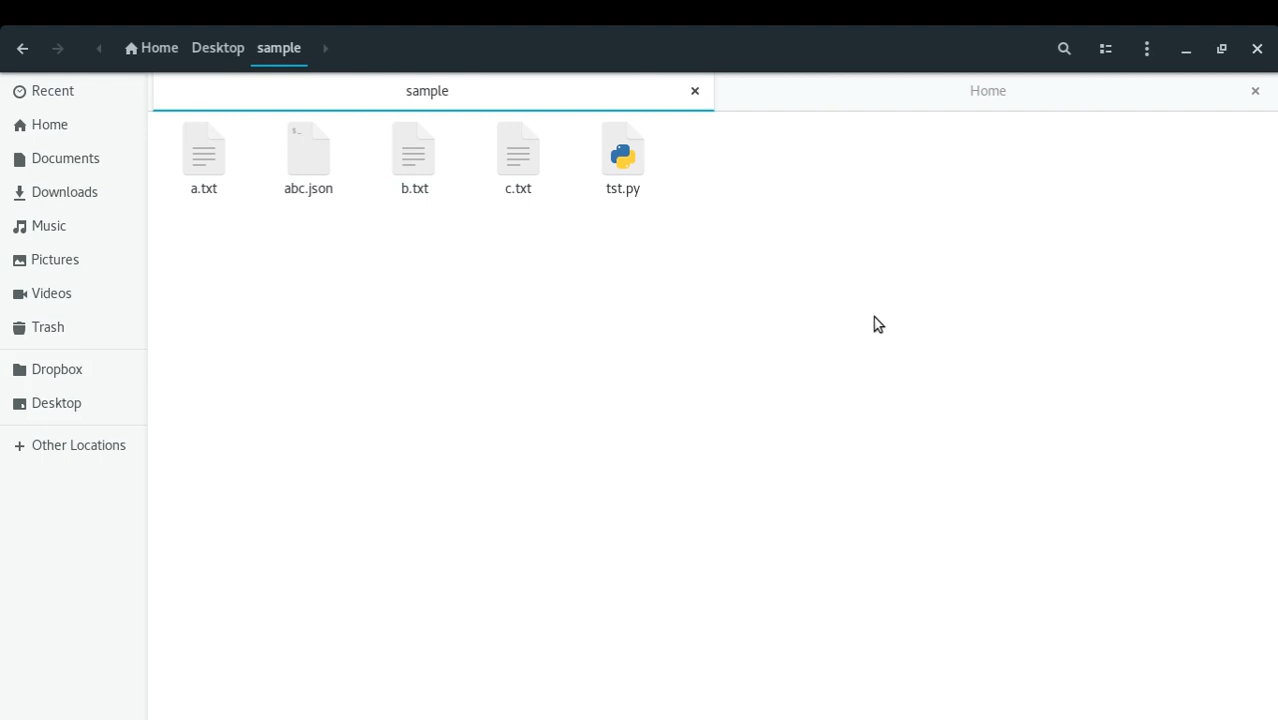 Home Desktop sample
sample
Home
Recent
Home
Documents
Downloads
Music
Pictures
Videos
Trash
Dropbox
Desktop
Other Locations
$_
a.txt
abc.json
b.txt
c.txt
tst.py